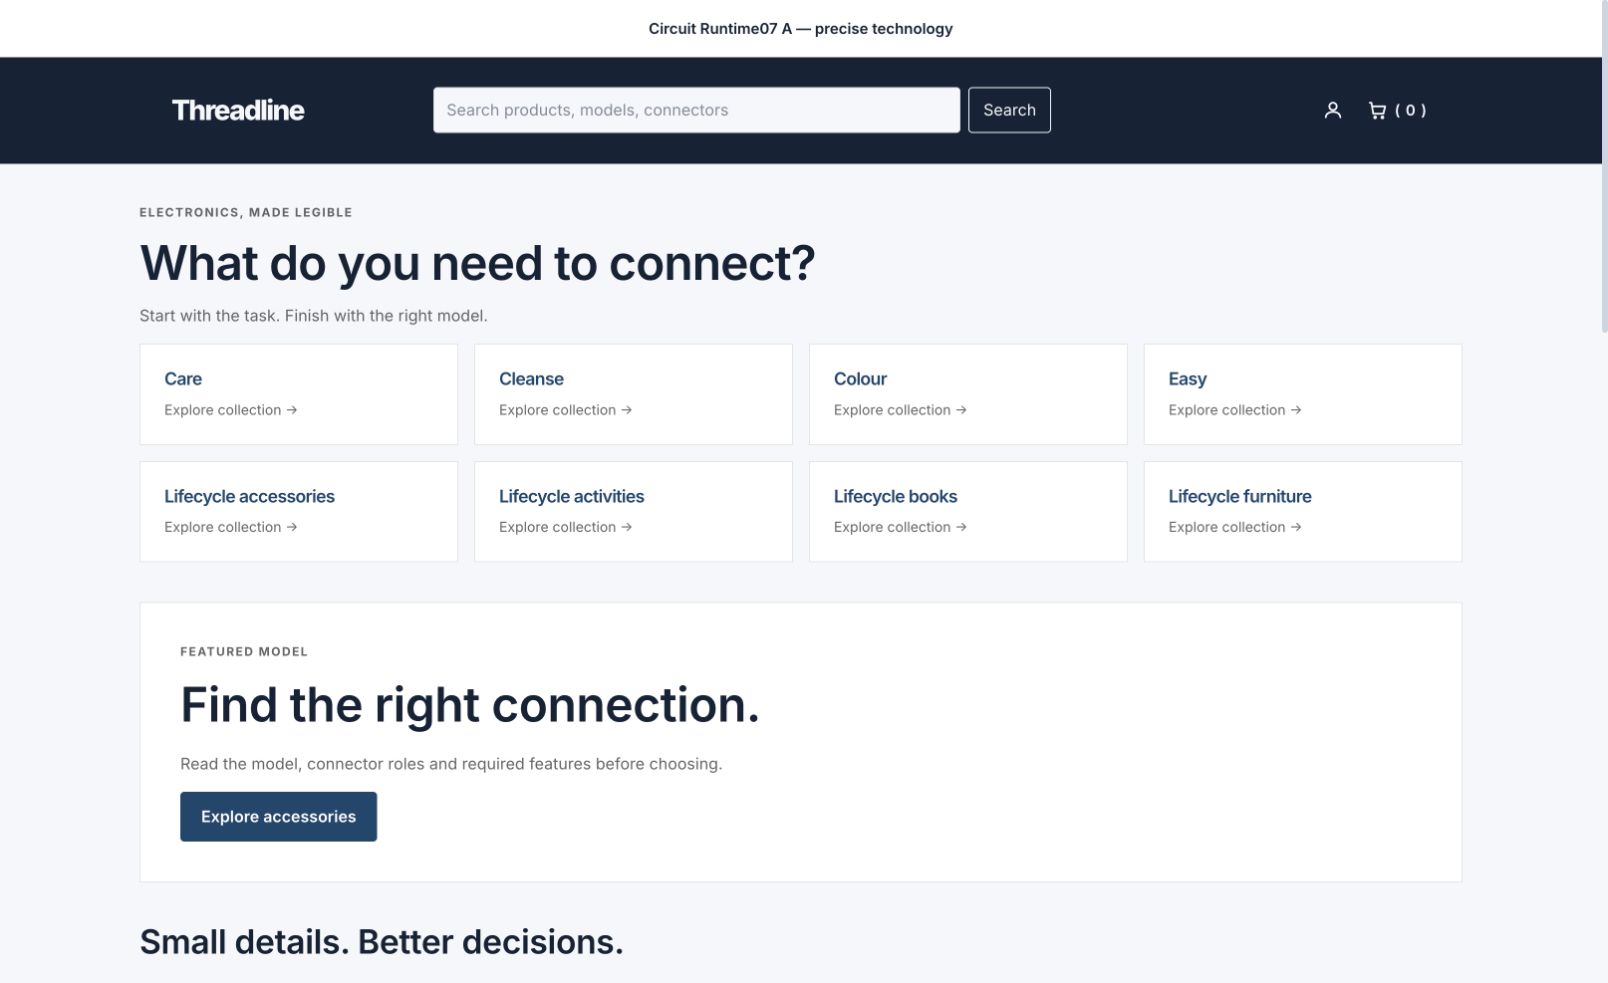 Circuit Runtime07 A — precise technology
Threadline
Search products, models, connectors
Search
( 0 )
ELECTRONICS, MADE LEGIBLE
What do you need to connect?
Start with the task. Finish with the right model.
Care
Explore collection →
Cleanse
Explore collection →
Colour
Explore collection →
Easy
Explore collection →
Lifecycle accessories
Explore collection →
Lifecycle activities
Explore collection →
Lifecycle books
Explore collection →
Lifecycle furniture
Explore collection →
FEATURED MODEL
Find the right connection.
Read the model, connector roles and required features before choosing.
Explore accessories
Small details. Better decisions.